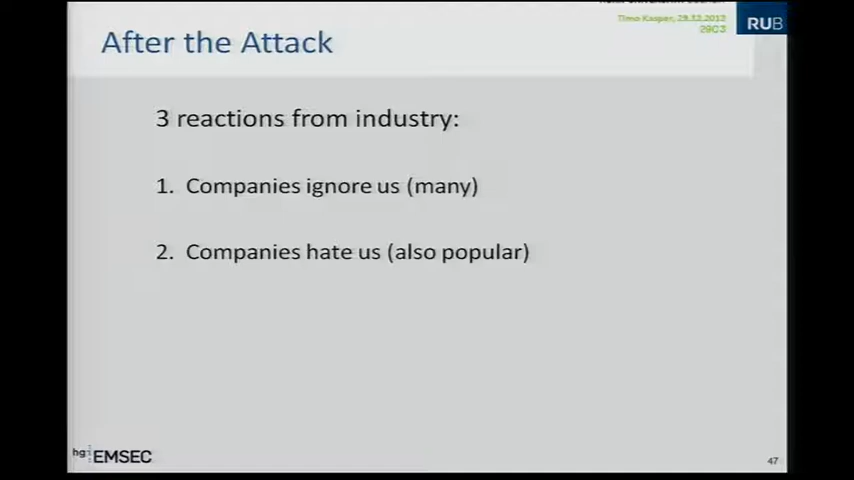 After the Attack
Timo Kasper, 29.12.2012
29C3
RUB
3 reactions from industry:
1. Companies ignore us (many)
2. Companies hate us (also popular)
hg
EMSEC
47